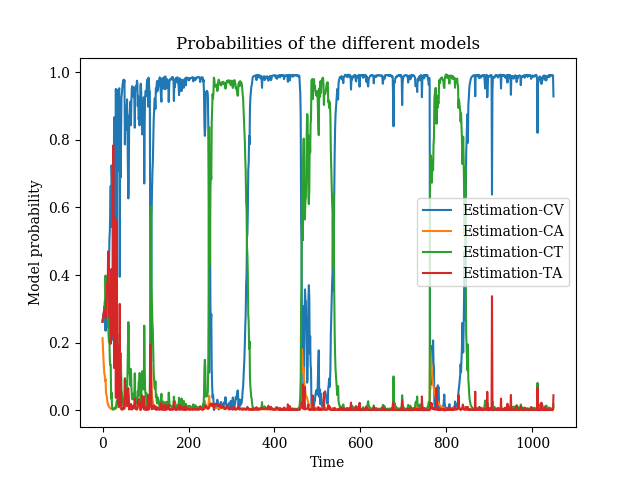 Probabilities of the different models
1.0
0.8
0.6
0.4
0.2
0.0
Model probability
Estimation-CV
Estimation-CA
Estimation-CT
Estimation-TA
0 200 400 600 800 1000
Time